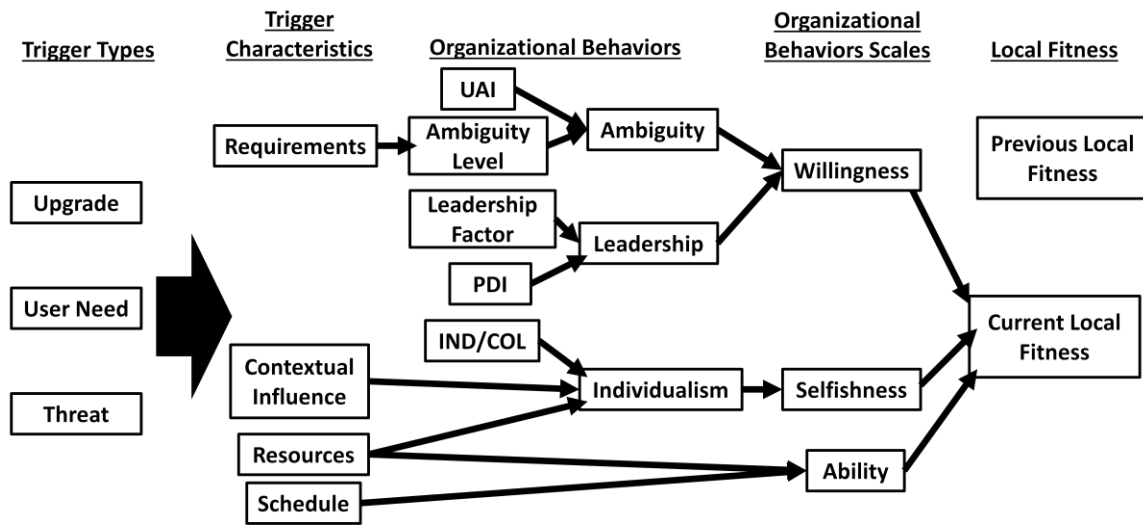 Trigger Types
Trigger
Characteristics
Organizational Behaviors
Organizational
Behaviors Scales
Local Fitness
Upgrade
User Need
Threat
Requirements
Contextual
Influence
Resources
Schedule
UAI
Ambiguity
Level
Leadership
Factor
PDI
IND/COL
Ambiguity
Leadership
Individualism
Willingness
Selfishness
Ability
Previous Local
Fitness
Current Local
Fitness